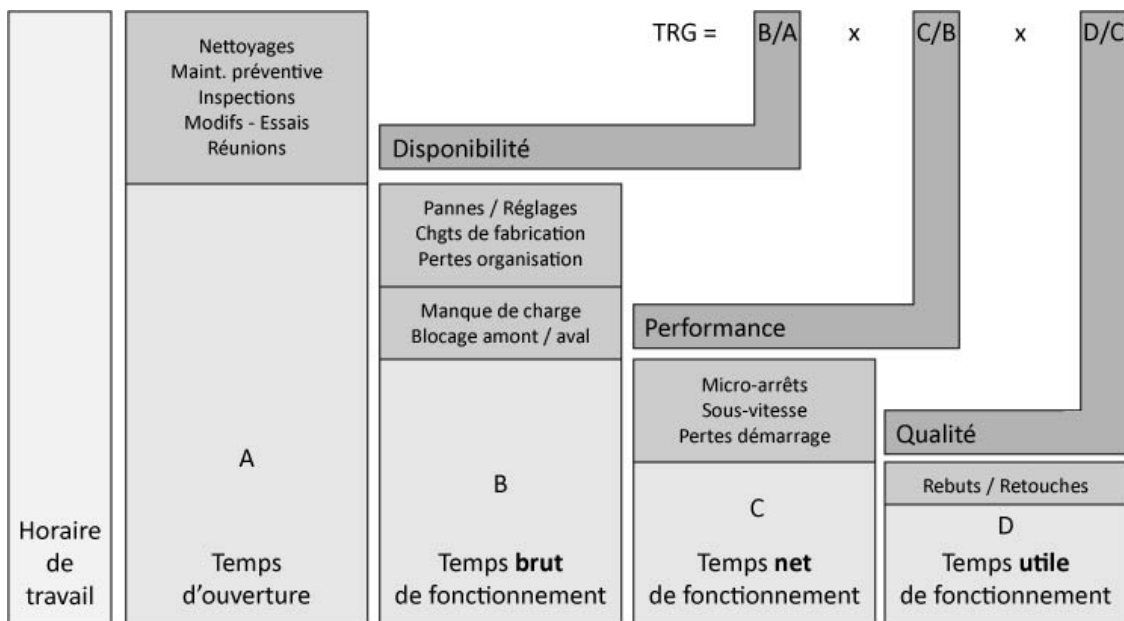 TRG = B/A x C/B x D/C
Nettoyages
Maint. préventive
Inspections
Modifs - Essais
Réunions
Disponibilité
Pannes / Réglages
Chgts de fabrication
Pertes organisation
Manque de charge
Blocage amont / aval
Performance
Micro-arrêts
Sous-vitesse
Pertes démarrage
Qualité
Rebuts / Retouches
A
B
C
D
Horaire
de
travail
Temps
d'ouverture
Temps brut
de fonctionnement
Temps net
de fonctionnement
Temps utile
de fonctionnement